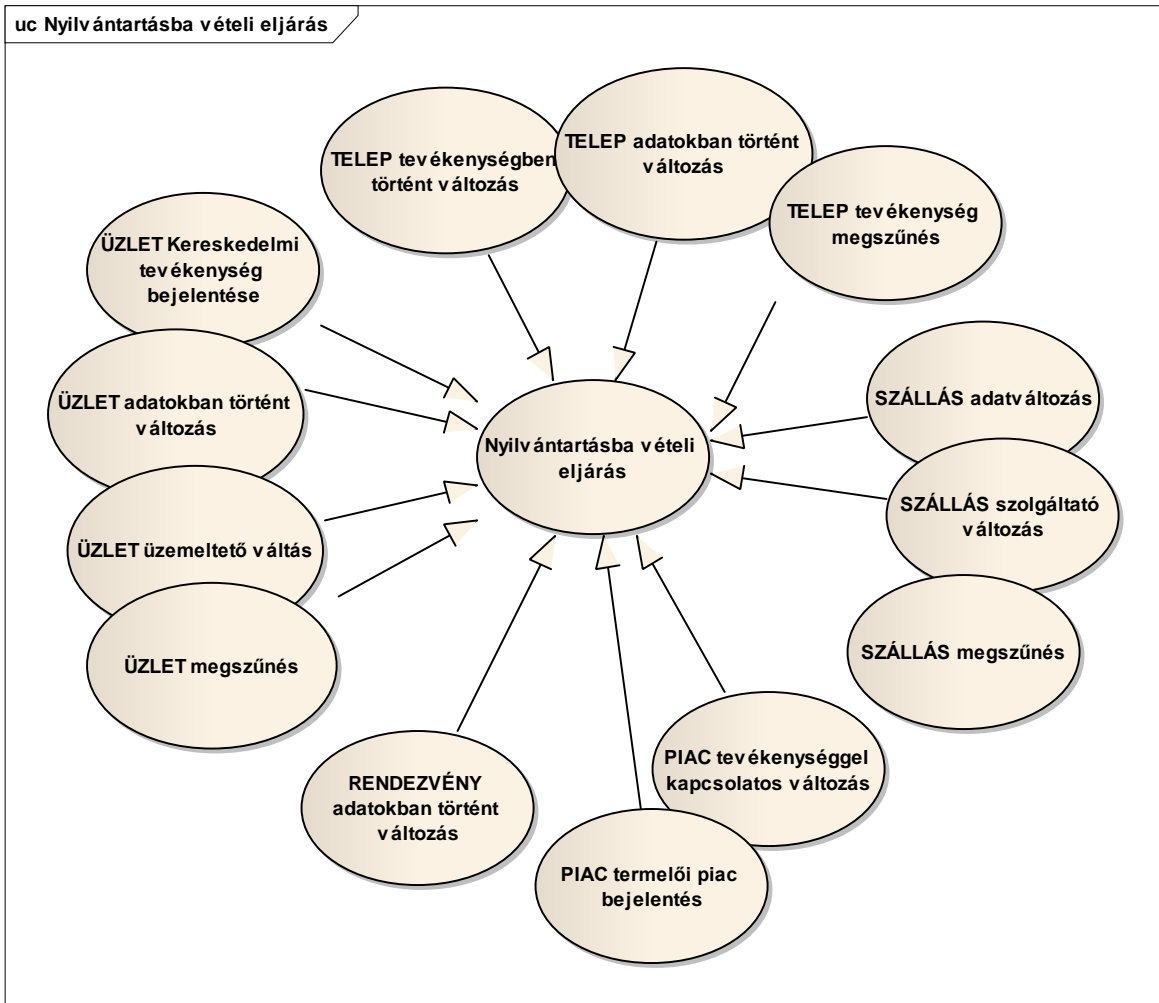 uc Nyilvántartásba vételi eljárás
TELEP tevékenységben
történt változás
TELEP adatokban történt
változás
TELEP tevékenység
megszűnés
ÜZLET Kereskedelmi
tevékenység
bejelentése
ÜZLET adatokban történt
változás
ÜZLET üzemeltető váltás
ÜZLET megszűnés
Nyilvántartásba vételi
eljárás
SZÁLLÁS adatváltozás
SZÁLLÁS szolgáltató
változás
SZÁLLÁS megszűnés
RENDEZVÉNY
adatokban történt
változás
PIAC tevékenységgel
kapcsolatos változás
PIAC termelői piac
bejelentés